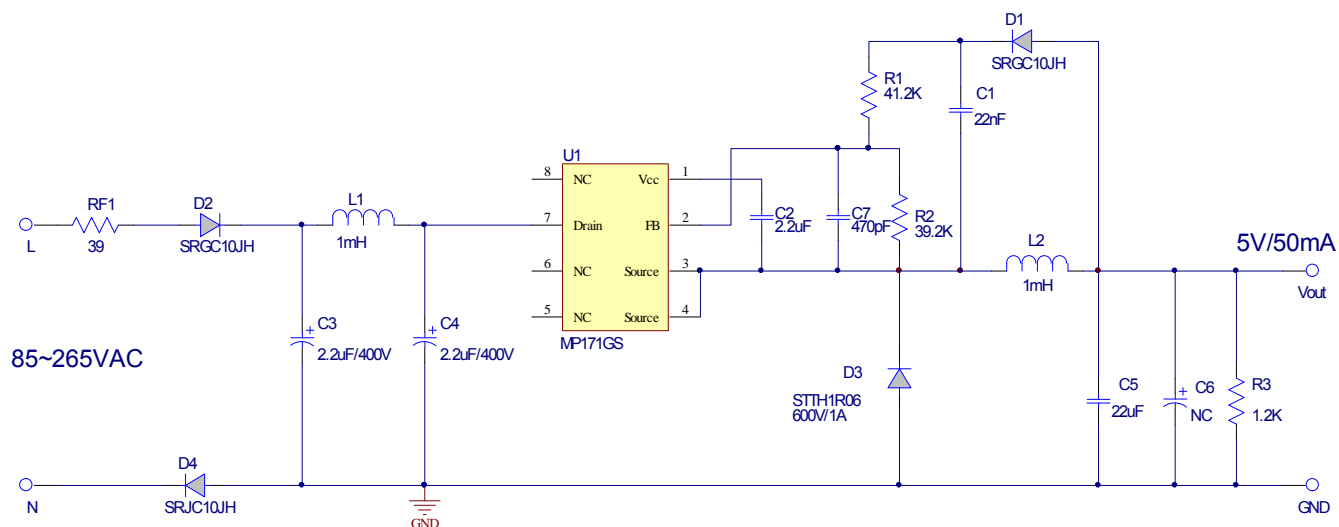 D1
SRGC10JH
R1
41.2K
C1
22nF
U1
8
NC
Vcc
1
RF1
39
L
D2
SRGC10JH
L1
1mH
7
Drain
FB
2
C2
2.2uF
C7
470pF
R2
39.2K
6
NC
Source
3
L2
1mH
5V/50mA
Vout
5
NC
Source
4
MP171GS
C3
2.2uF/400V
C4
2.2uF/400V
85~265VAC
D3
STTH1R06
600V/1A
C5
22uF
C6
NC
R3
1.2K
N
D4
SRJC10JH
GND
GND